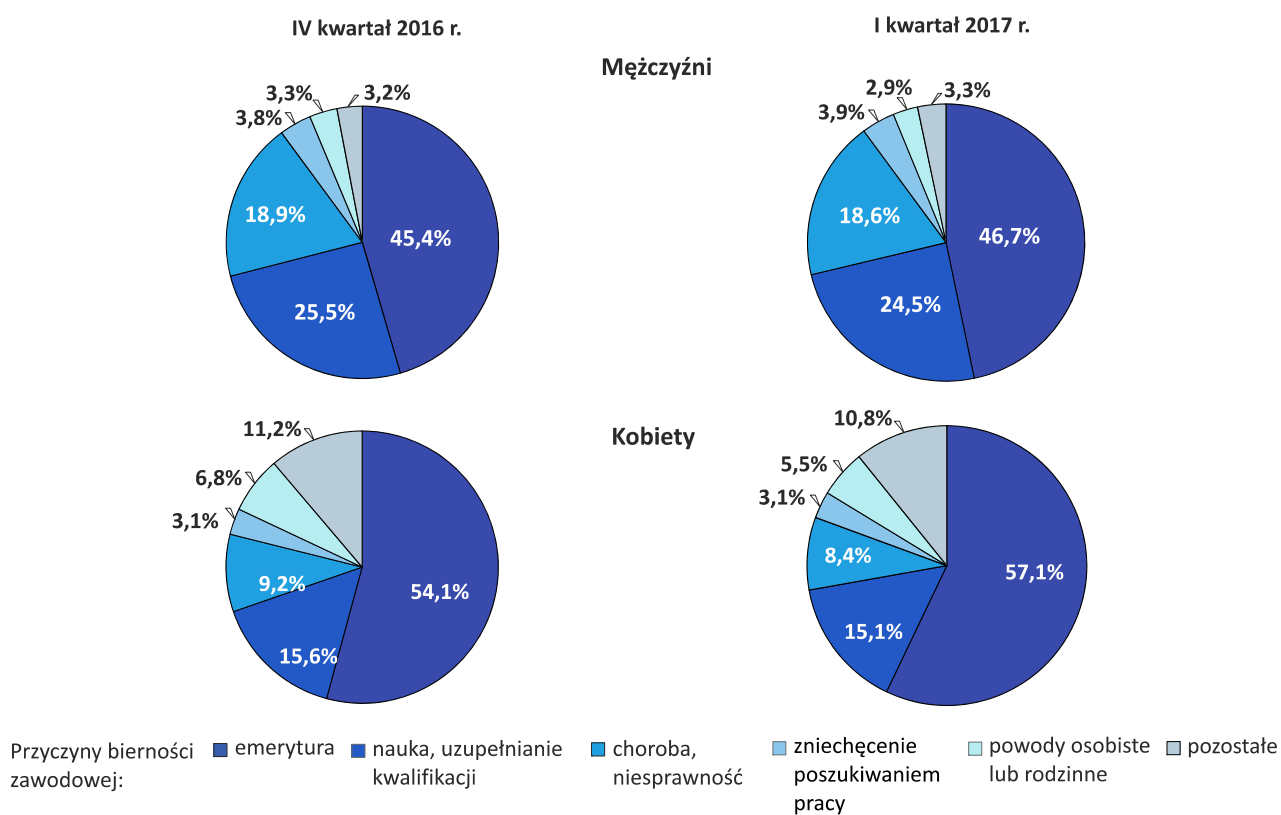 IV kwartał 2016 r.
I kwartał 2017 r.
Mężczyźni
3,3%
3,2%
3,8%
18,9%
45,4%
25,5%
2,9%
3,3%
3,9%
18,6%
46,7%
24,5%
Kobiety
11,2%
6,8%
3,1%
9,2%
54,1%
15,6%
10,8%
5,5%
3,1%
8,4%
57,1%
15,1%
Przyczyny bierności
zawodowej:
emerytura
nauka, uzupełnianie
kwalifikacji
choroba,
niesprawność
zniechęcenie
poszukiwaniem
pracy
powody osobiste
lub rodzinne
pozostałe